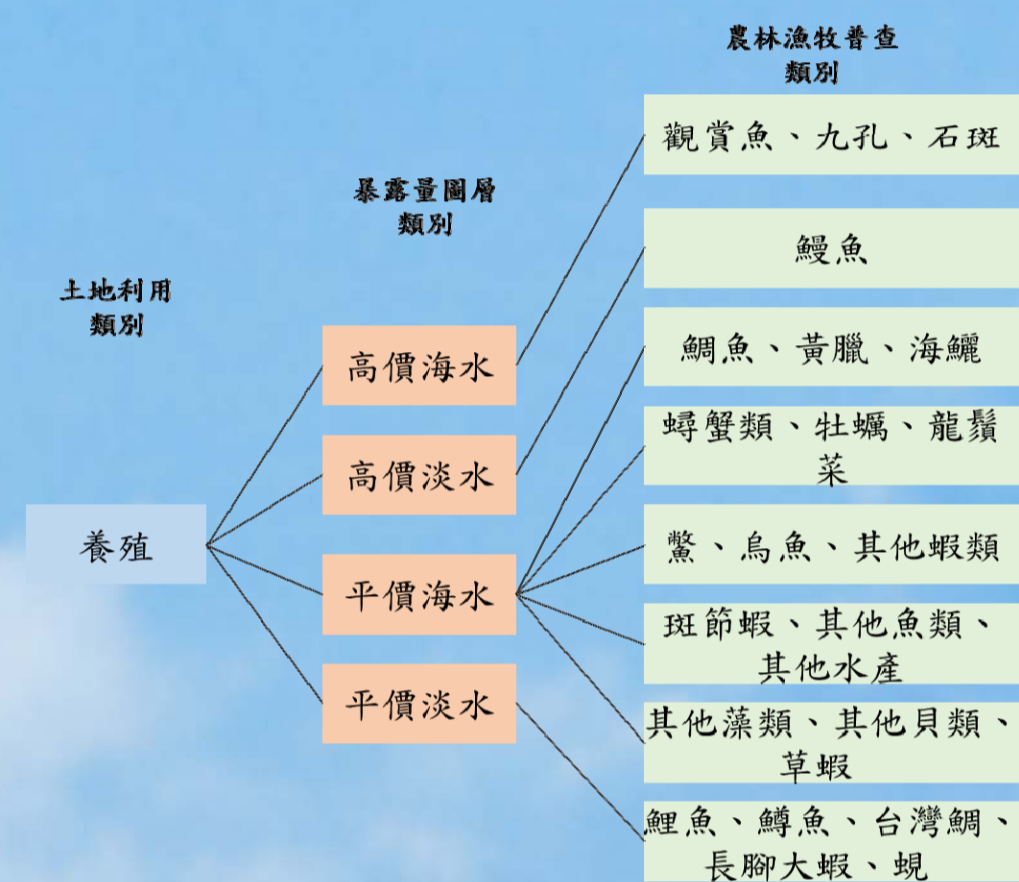 農林漁牧普查
類別
暴露量圖層
類別
土地利用
類別
養殖
高價海水
高價淡水
平價海水
平價淡水
觀賞魚、九孔、石斑
鰻魚
鯛魚、黃臘、海鱺
蟳蟹類、牡蠣、龍鬚
菜
鱉、烏魚、其他蝦類
斑節蝦、其他魚類、
其他水產
其他藻類、其他貝類、
草蝦
鯉魚、鱒魚、台灣鯛、
長腳大蝦、蜆